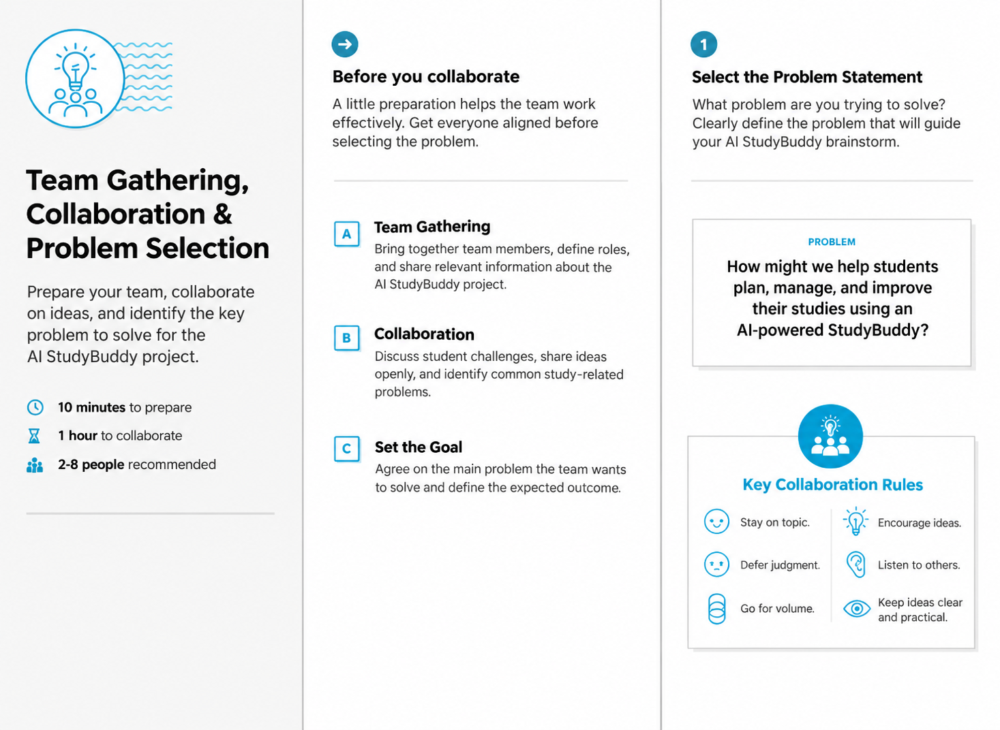 Team Gathering,
Collaboration &
Problem Selection
Prepare your team, collaborate
on ideas, and identify the key
problem to solve for the
AI StudyBuddy project.
10 minutes to prepare
1 hour to collaborate
2-8 people recommended
Before you collaborate
A little preparation helps the team work
effectively. Get everyone aligned before
selecting the problem.
A
Team Gathering
Bring together team members, define roles,
and share relevant information about the
AI StudyBuddy project.
B
Collaboration
Discuss student challenges, share ideas
openly, and identify common study-related
problems.
C
Set the Goal
Agree on the main problem the team wants
to solve and define the expected outcome.
1
Select the Problem Statement
What problem are you trying to solve?
Clearly define the problem that will guide
your AI StudyBuddy brainstorm.
PROBLEM
How might we help students
plan, manage, and improve
their studies using an
AI-powered StudyBuddy?
Key Collaboration Rules
Stay on topic.
Encourage ideas.
Defer judgment.
Listen to others.
Go for volume.
Keep ideas clear
and practical.